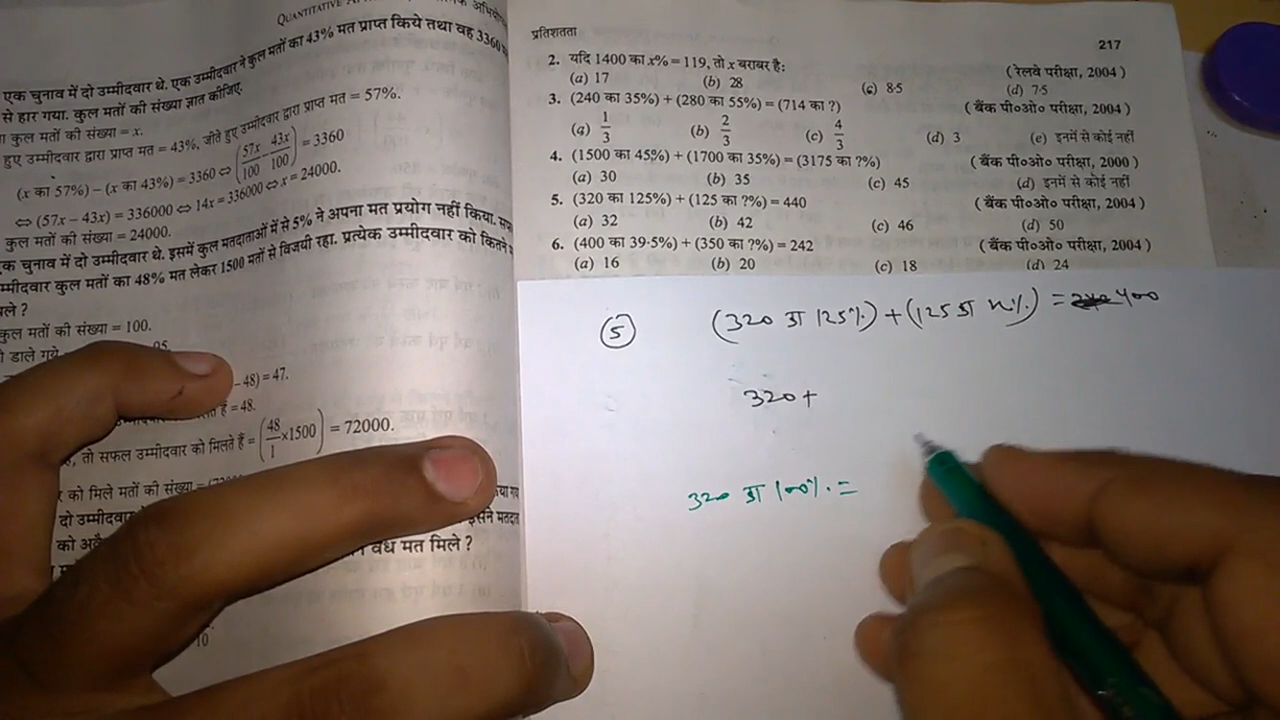 QUANTITATIVE
एक चुनाव में दो उम्मीदवार थे. एक उम्मीदवार ने कुल मतों का 43% मत प्राप्त किये तथा वह 3360
से हार गया. कुल मतों की संख्या ज्ञात कीजिए.
कुल मतों की संख्या = x.
हुए उम्मीदवार द्वारा प्राप्त मत = 43%, जीते हुए उम्मीदवार द्वारा प्राप्त मत = 57%.
(x का 57%) – (x का 43%) = 3360 ⇔ (57x/100 - 43x/100) = 3360
⇔ (57x – 43x) = 336000 ⇔ 14x = 336000 ⇔ x = 24000.
कुल मतों की संख्या = 24000.
एक चुनाव में दो उम्मीदवार थे. इसमें कुल मतदाताओं में से 5% ने अपना मत प्रयोग नहीं किया.
उम्मीदवार कुल मतों का 48% मत लेकर 1500 मतों से विजयी रहा. प्रत्येक उम्मीदवार को कितने
मिले ?
कुल मतों की संख्या = 100.
डाले गये
– 48) = 47.
= 48.
तो सफल उम्मीदवार को मिलते हैं = (48/1 × 1500) = 72000.
को मिले मतों की संख्या =
दो उम्मीदवार
वैध मत मिले ?
10
प्रतिशतता
217
2. यदि 1400 का x% = 119, तो x बराबर है: (रेलवे परीक्षा, 2004)
(a) 17 (b) 28 (c) 8·5 (d) 7·5
3. (240 का 35%) + (280 का 55%) = (714 का ?) (बैंक पी०ओ० परीक्षा, 2004)
(a) 1/3 (b) 2/3 (c) 4/3 (d) 3 (e) इनमें से कोई नहीं
4. (1500 का 45%) + (1700 का 35%) = (3175 का ?%) (बैंक पी०ओ० परीक्षा, 2000)
(a) 30 (b) 35 (c) 45 (d) इनमें से कोई नहीं
5. (320 का 125%) + (125 का ?%) = 440 (बैंक पी०ओ० परीक्षा, 2004)
(a) 32 (b) 42 (c) 46 (d) 50
6. (400 का 39·5%) + (350 का ?%) = 242 (बैंक पी०ओ० परीक्षा, 2004)
(a) 16 (b) 20 (c) 18 (d) 24
5 (320 का 125%) + (125 का x%) = 400
320 +
320 का 100% =